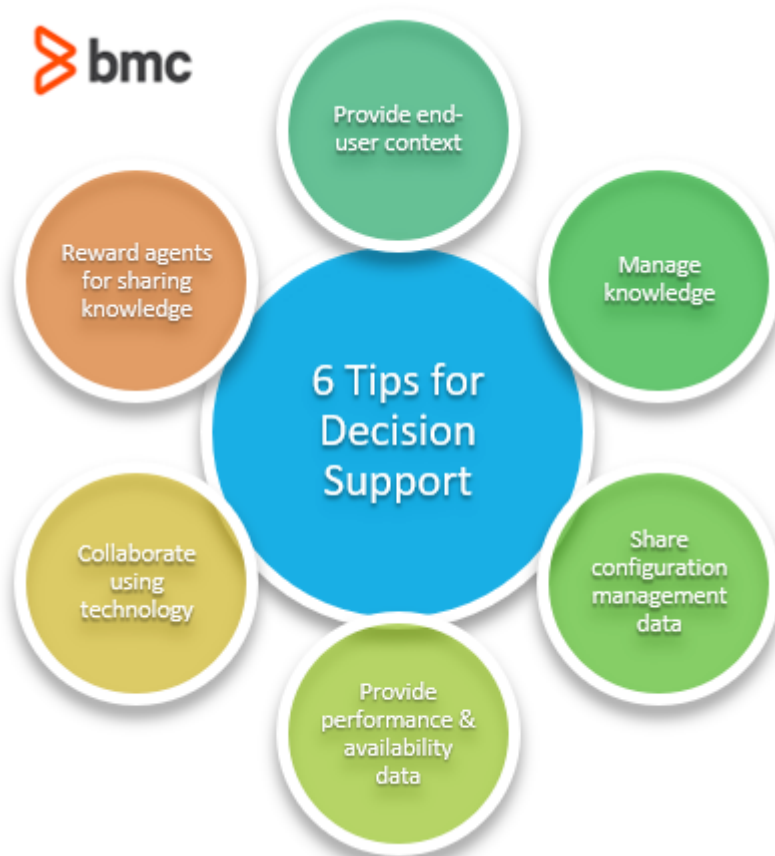 bmc
6 Tips for
Decision
Support
Provide end-
user context
Manage
knowledge
Share
configuration
management
data
Provide
performance &
availability
data
Collaborate
using
technology
Reward agents
for sharing
knowledge